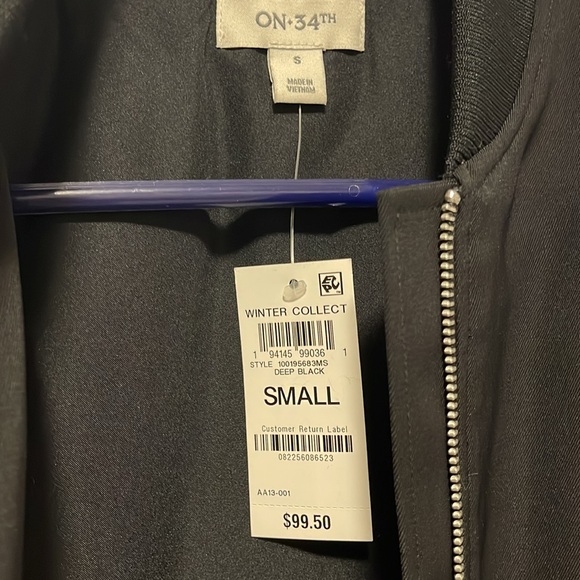 ON·34TH
S
MADE IN
VIETNAM
EPC
WINTER COLLECT
1 94145 99036 1
STYLE 100195683MS
DEEP BLACK
SMALL
Customer Return Label
082256086523
AA13-001
$99.50